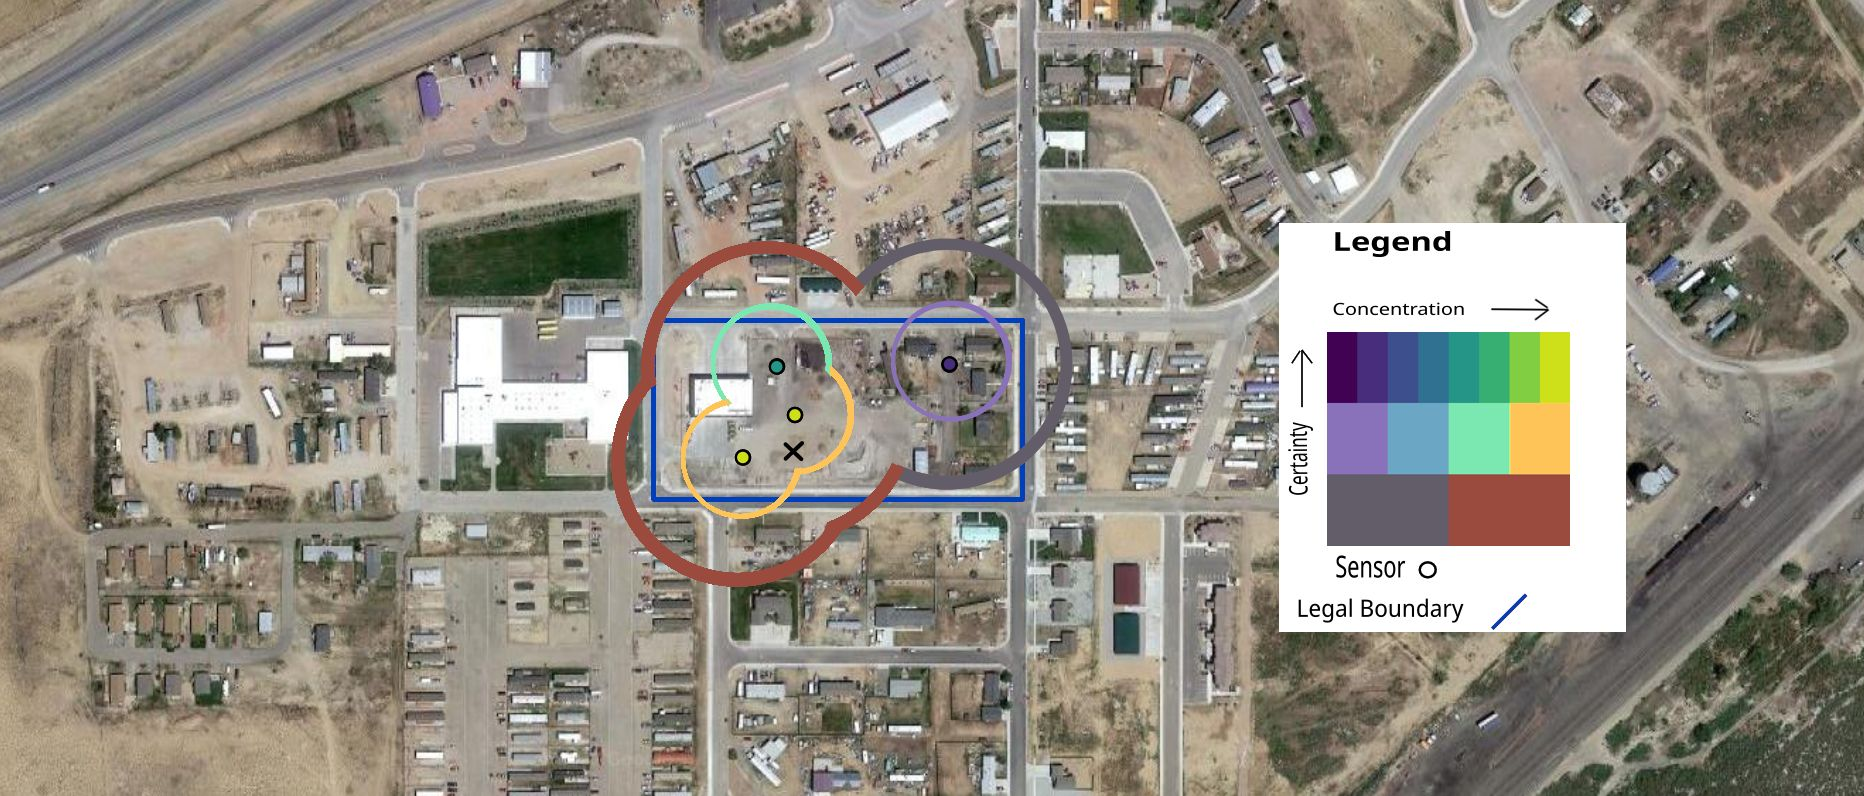 Legend
Concentration
Certainty
Sensor
Legal Boundary